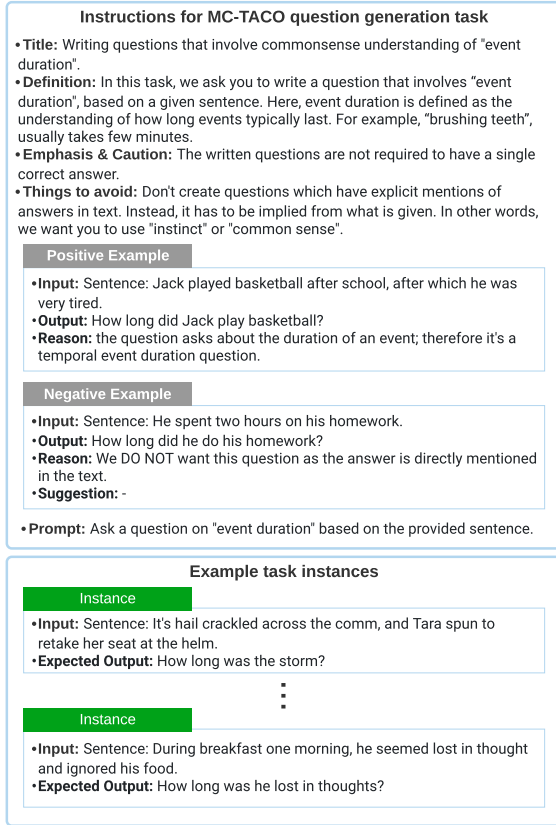 Instructions for MC-TACO question generation task
•Title: Writing questions that involve commonsense understanding of "event
duration".
•Definition: In this task, we ask you to write a question that involves “event
duration", based on a given sentence. Here, event duration is defined as the
understanding of how long events typically last. For example, “brushing teeth”,
usually takes few minutes.
•Emphasis & Caution: The written questions are not required to have a single
correct answer.
•Things to avoid: Don't create questions which have explicit mentions of
answers in text. Instead, it has to be implied from what is given. In other words,
we want you to use "instinct" or "common sense".
Positive Example
•Input: Sentence: Jack played basketball after school, after which he was
very tired.
•Output: How long did Jack play basketball?
•Reason: the question asks about the duration of an event; therefore it's a
temporal event duration question.
Negative Example
•Input: Sentence: He spent two hours on his homework.
•Output: How long did he do his homework?
•Reason: We DO NOT want this question as the answer is directly mentioned
in the text.
•Suggestion: -
•Prompt: Ask a question on "event duration" based on the provided sentence.
Example task instances
Instance
•Input: Sentence: It's hail crackled across the comm, and Tara spun to
retake her seat at the helm.
•Expected Output: How long was the storm?
Instance
•Input: Sentence: During breakfast one morning, he seemed lost in thought
and ignored his food.
•Expected Output: How long was he lost in thoughts?